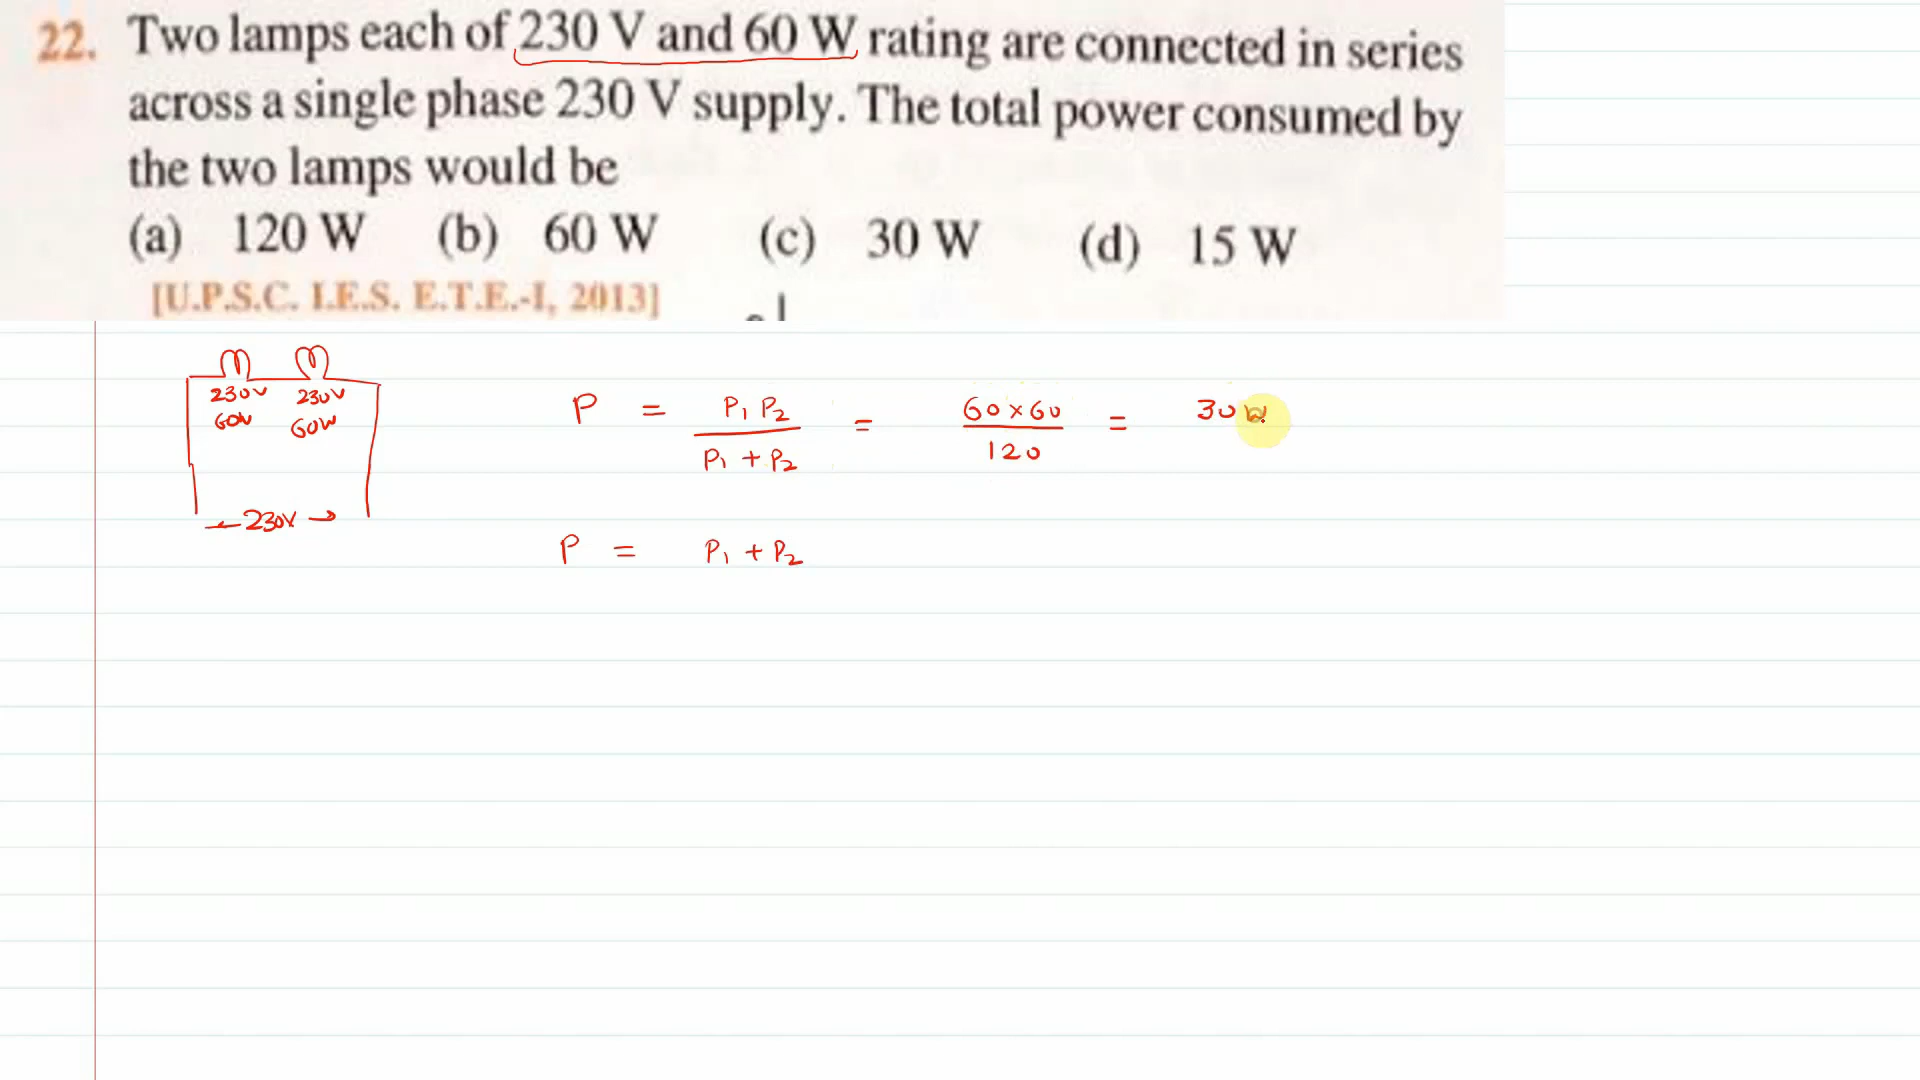 22. Two lamps each of 230 V and 60 W rating are connected in series
across a single phase 230 V supply. The total power consumed by
the two lamps would be
(a) 120 W (b) 60 W (c) 30 W (d) 15 W
[U.P.S.C. I.E.S. E.T.E.-I, 2013]
230V 230V
60W 60W
230V
P = P₁ P₂ / P₁ + P₂ = 60 × 60 / 120 = 30 W
P = P₁ + P₂